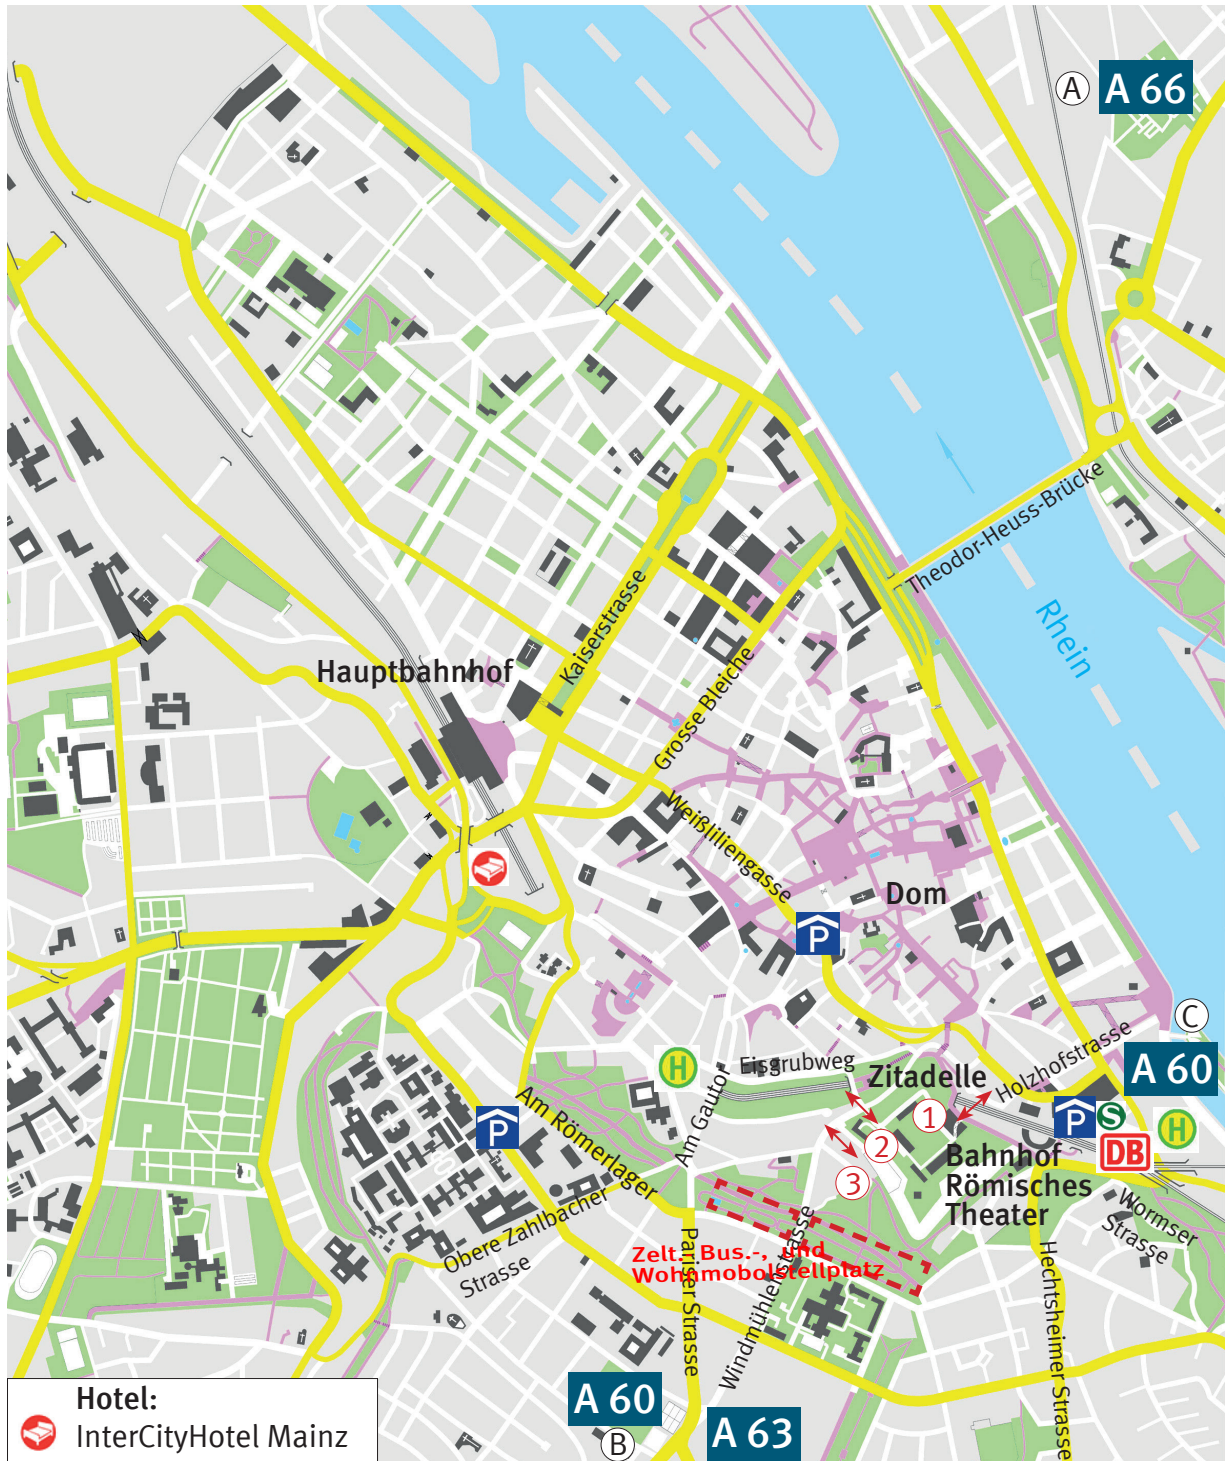 A
A 66
Theodor-Heuss-Brücke
Rhein
Kaiserstrasse
Hauptbahnhof
Grosse Bleiche
Weißliliengasse
Dom
P
C
A 60
Holzhofstrasse
Eisgrubweg
H
Zitadelle
1
P
S
H
DB
Am Gautor
2
3
P
Am Römerlager
Bahnhof
Römisches
Theater
Wormser
Strasse
Obere Zahlbacher
Strasse
Zelt., Bus.-, und
Wohnmobolstellplatz
Pariser Strasse
Windmühlenstrasse
Hechtsheimer Strasse
A 60
B
A 63
Hotel:
InterCityHotel Mainz